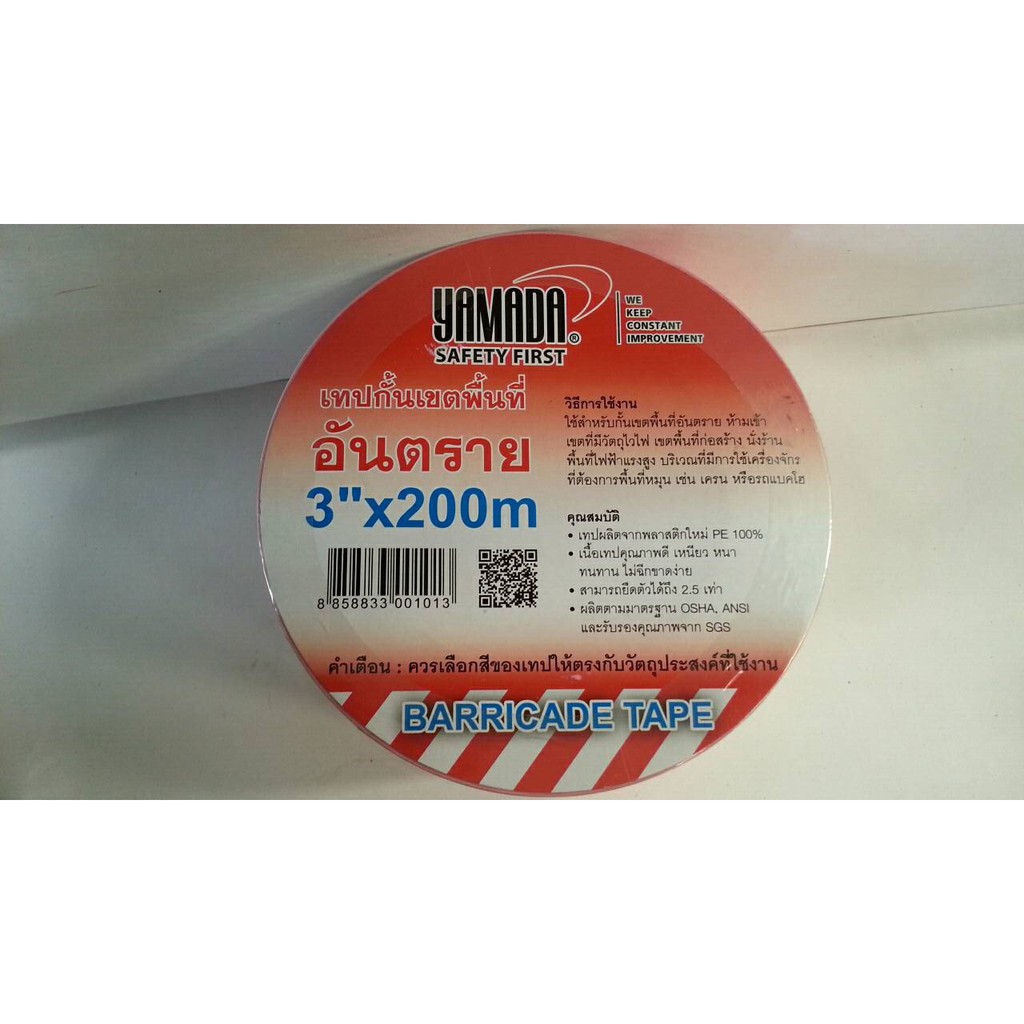 YAMADA®
SAFETY FIRST
WE
KEEP
CONSTANT
IMPROVEMENT
เทปกั้นเขตพื้นที่
อันตราย
3"x200m
8 858833 001013
วิธีการใช้งาน
ใช้สำหรับกั้นเขตพื้นที่อันตราย ห้ามเข้า
เขตที่มีวัตถุไวไฟ เขตพื้นที่ก่อสร้าง นั่งร้าน
พื้นที่ไฟฟ้าแรงสูง บริเวณที่มีการใช้เครื่องจักร
ที่ต้องการพื้นที่หมุน เช่น เครน หรือรถแบคโฮ
คุณสมบัติ
• เทปผลิตจากพลาสติกใหม่ PE 100%
• เนื้อเทปคุณภาพดี เหนียว หนา
ทนทาน ไม่ฉีกขาดง่าย
• สามารถยืดตัวได้ถึง 2.5 เท่า
• ผลิตตามมาตรฐาน OSHA, ANSI
และรับรองคุณภาพจาก SGS
คำเตือน : ควรเลือกสีของเทปให้ตรงกับวัตถุประสงค์ที่ใช้งาน
BARRICADE TAPE